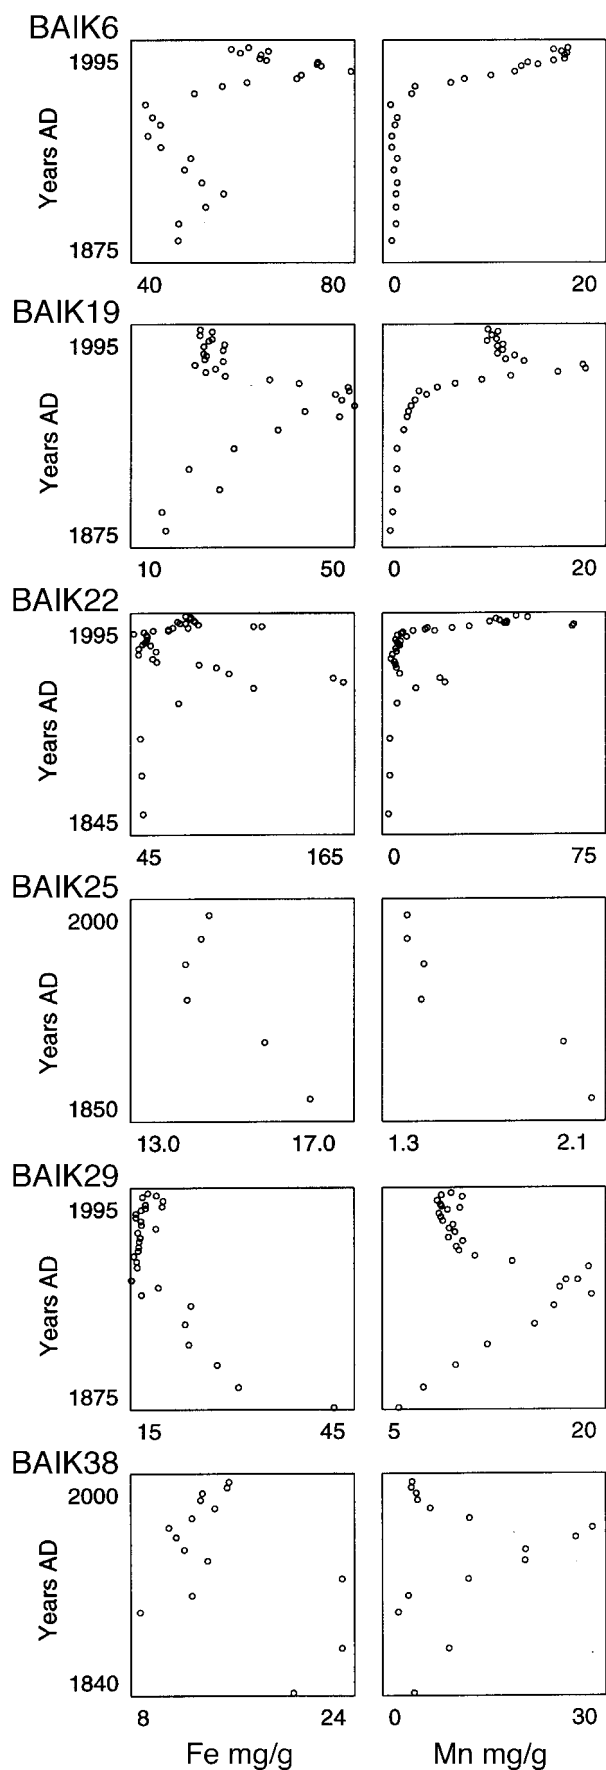 BAIK6
1995
Years AD
1875
40 80 0 20
BAIK19
1995
Years AD
1875
10 50 0 20
BAIK22
1995
Years AD
1845
45 165 0 75
BAIK25
2000
Years AD
1850
13.0 17.0 1.3 2.1
BAIK29
1995
Years AD
1875
15 45 5 20
BAIK38
2000
Years AD
1840
8 24 0 30
Fe mg/g Mn mg/g